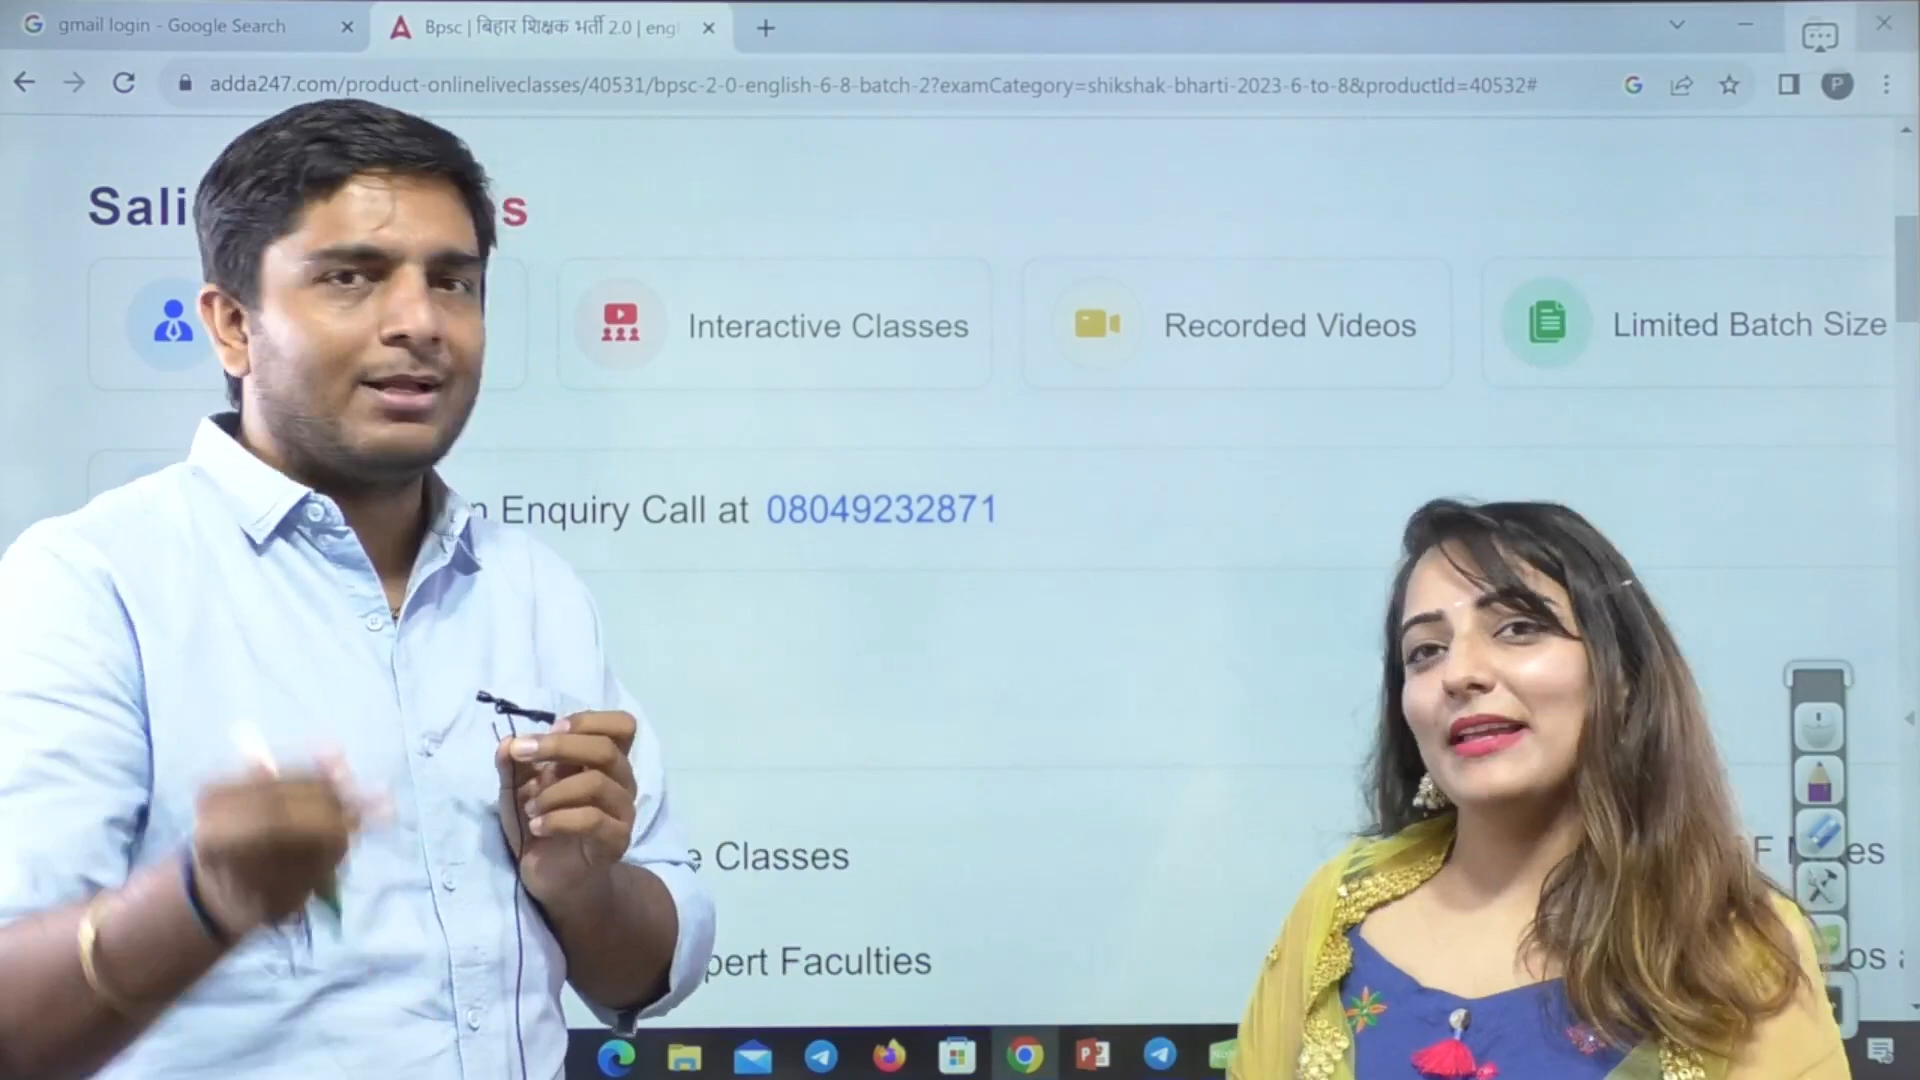 gmail login - Google Search
Bpsc | बिहार शिक्षक भर्ती 2.0 | engl
adda247.com/product-onlineliveclasses/40531/bpsc-2-0-english-6-8-batch-2?examCategory=shikshak-bharti-2023-6-to-8&productId=40532#
P
Sali s
Interactive Classes
Recorded Videos
Limited Batch Size
n Enquiry Call at 08049232871
e Classes
F N es
pert Faculties
os a